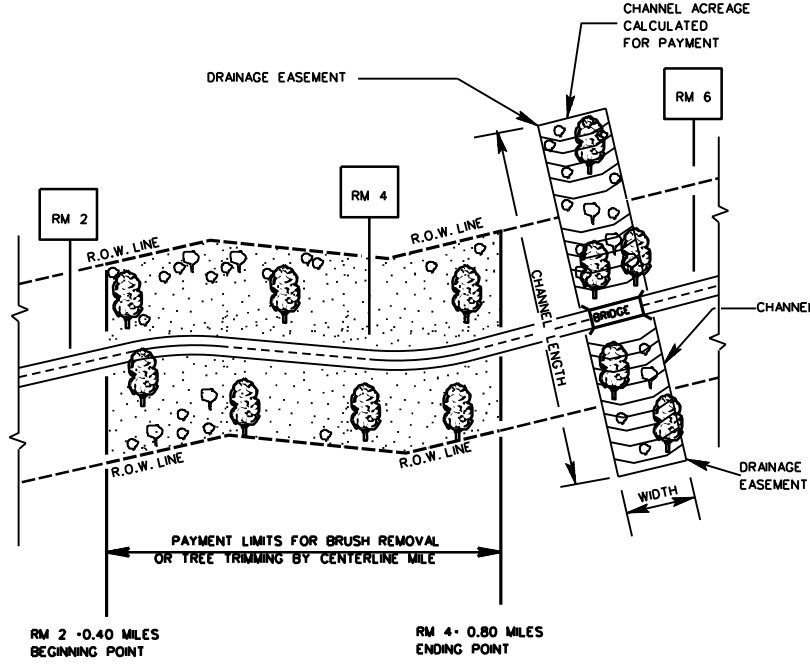 CHANNEL ACREAGE
CALCULATED
FOR PAYMENT
DRAINAGE EASEMENT
RM 6
RM 2
RM 4
R.O.W. LINE
R.O.W. LINE
CHANNEL LENGTH
BRIDGE
CHANNEL
R.O.W. LINE
R.O.W. LINE
DRAINAGE
EASEMENT
WIDTH
PAYMENT LIMITS FOR BRUSH REMOVAL
OR TREE TRIMMING BY CENTERLINE MILE
RM 2 +0.40 MILES
BEGINNING POINT
RM 4+ 0.80 MILES
ENDING POINT